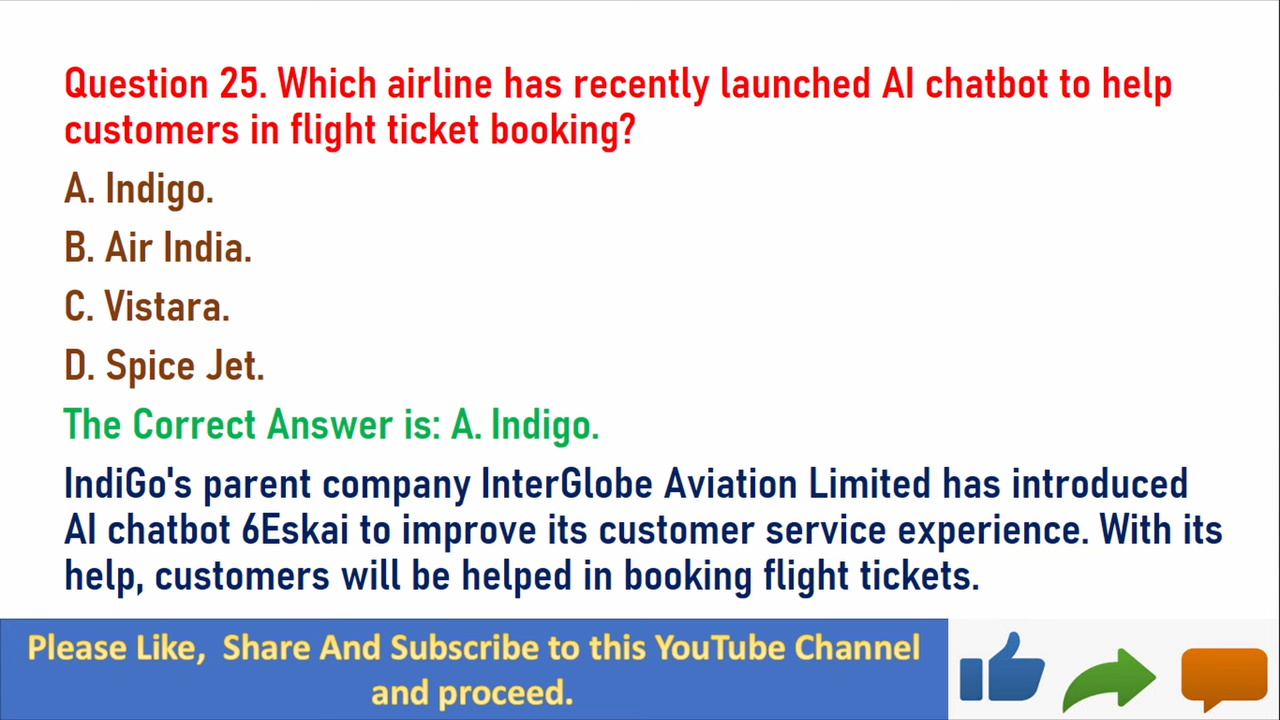 Question 25. Which airline has recently launched AI chatbot to help
customers in flight ticket booking?
A. Indigo.
B. Air India.
C. Vistara.
D. Spice Jet.
The Correct Answer is: A. Indigo.
IndiGo's parent company InterGlobe Aviation Limited has introduced
AI chatbot 6Eskai to improve its customer service experience. With its
help, customers will be helped in booking flight tickets.
Please Like, Share And Subscribe to this YouTube Channel
and proceed.